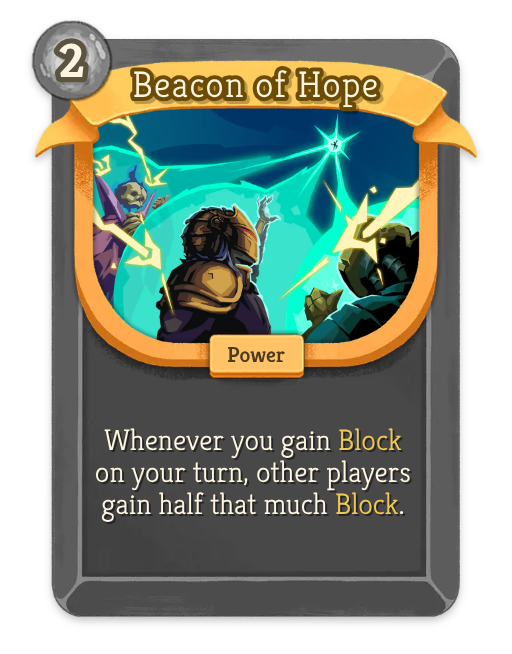 2
Beacon of Hope
Power
Whenever you gain Block
on your turn, other players
gain half that much Block.